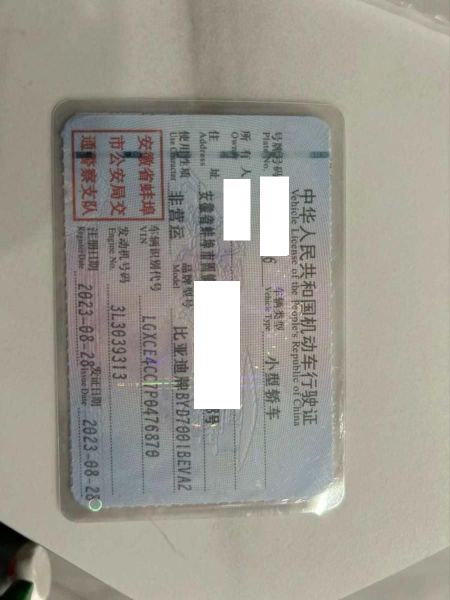 中华人民共和国机动车行驶证
Vehicle License of the People's Republic of China
号牌号码 6 车辆类型 小型轿车
Plate No. Vehicle Type
所有人
Owner
住址 安徽省蚌埠市 号
Address
使用性质 非营运 品牌型号 比亚迪牌BYD7001BEVA2
Use Character Model
安徽省蚌埠
市公安局交
通警察支队
车辆识别代号 LGXCE4CC7P0476870
VIN
发动机号码 3L3039313
Engine No.
注册日期 2023-08-28 发证日期 2023-08-28
Register Date Issue Date